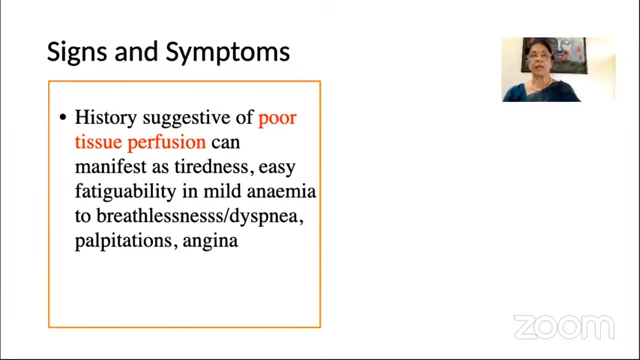 Signs and Symptoms
• History suggestive of poor
tissue perfusion can
manifest as tiredness, easy
fatiguability in mild anaemia
to breathlessnesss/dyspnea,
palpitations, angina
zoom